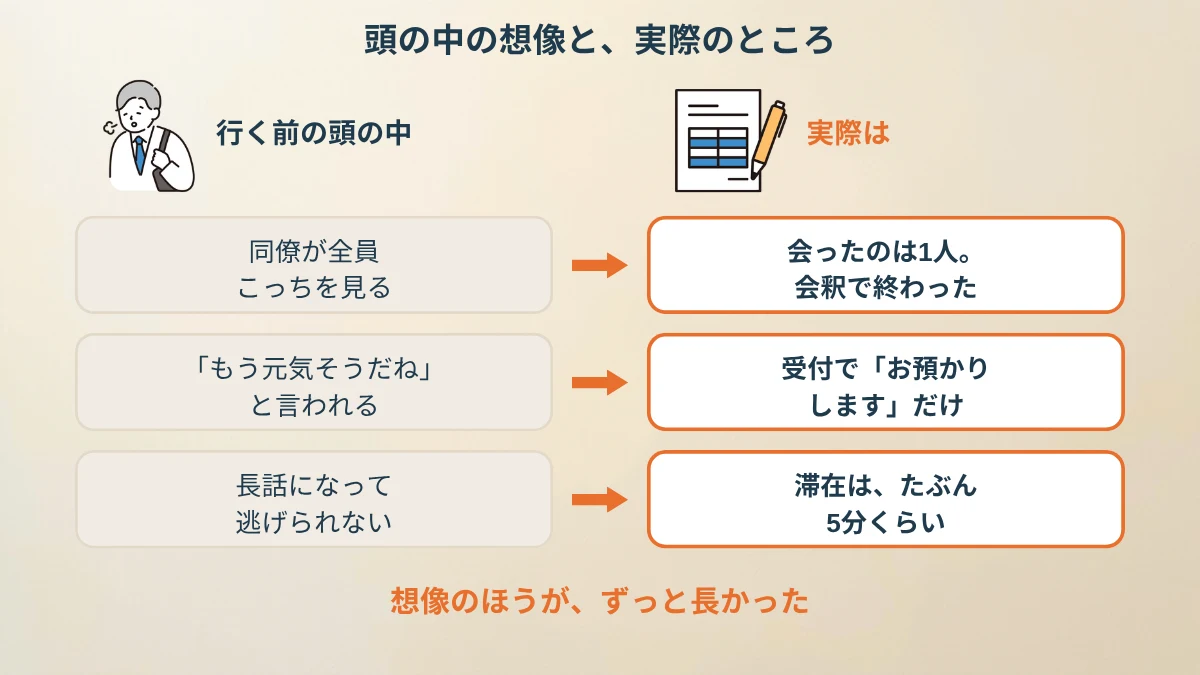 頭の中の想像と、実際のところ
行く前の頭の中
実際は
同僚が全員
こっちを見る
会ったのは1人。
会釈で終わった
「もう元気そうだね」
と言われる
受付で「お預かり
します」だけ
長話になって
逃げられない
滞在は、たぶん
5分くらい
想像のほうが、ずっと長かった